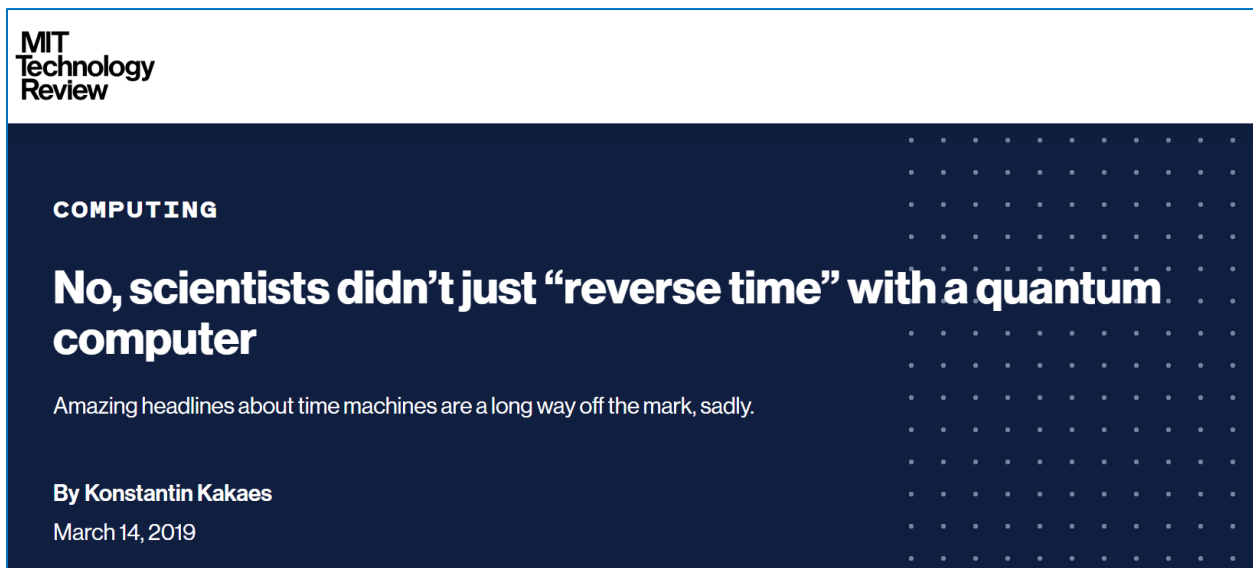 MIT
Technology
Review
COMPUTING
No, scientists didn’t just “reverse time” with a quantum
computer
Amazing headlines about time machines are a long way off the mark, sadly.
By Konstantin Kakaes
March 14, 2019